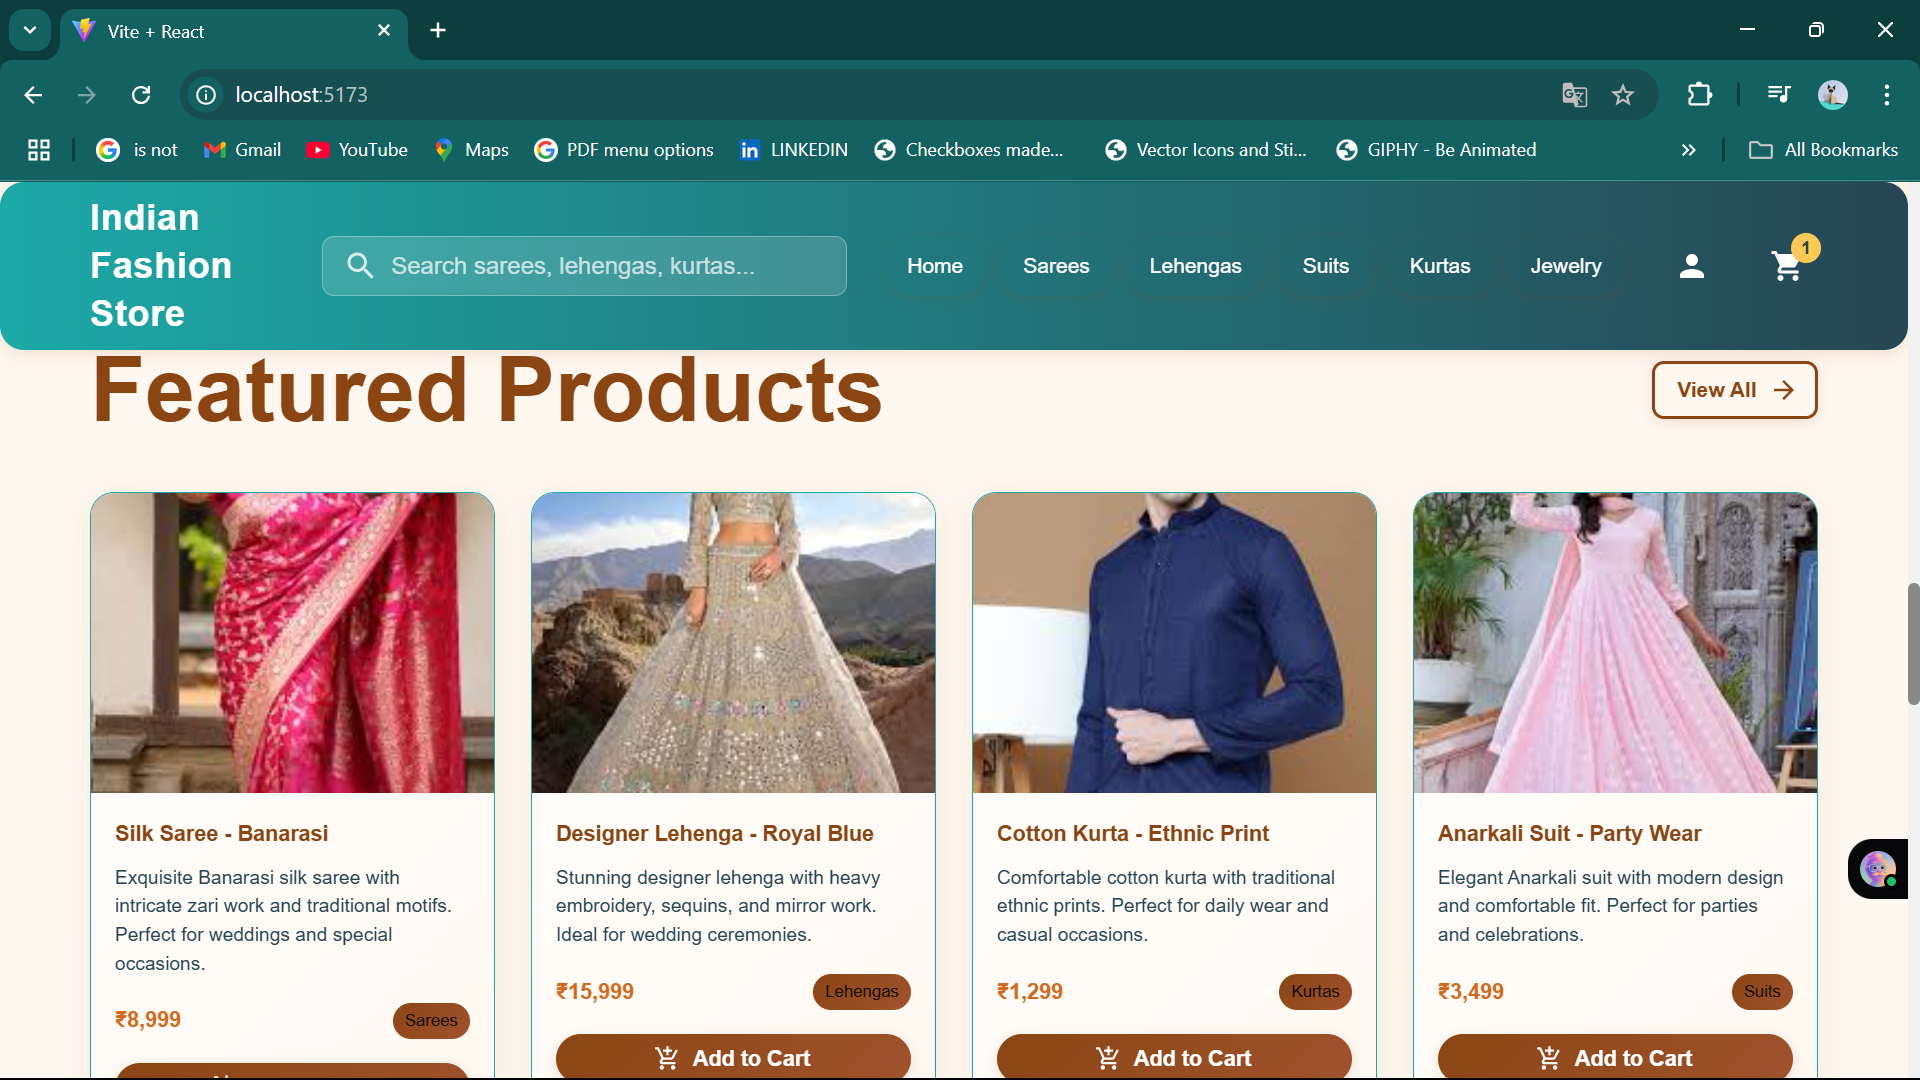 Vite + React
localhost:5173
is not
Gmail
YouTube
Maps
PDF menu options
LINKEDIN
Checkboxes made...
Vector Icons and Sti...
GIPHY - Be Animated
All Bookmarks
Indian
Fashion
Store
Search sarees, lehengas, kurtas...
Home
Sarees
Lehengas
Suits
Kurtas
Jewelry
1
Featured Products
View All
Silk Saree - Banarasi
Exquisite Banarasi silk saree with
intricate zari work and traditional motifs.
Perfect for weddings and special
occasions.
₹8,999
Sarees
Designer Lehenga - Royal Blue
Stunning designer lehenga with heavy
embroidery, sequins, and mirror work.
Ideal for wedding ceremonies.
₹15,999
Lehengas
Add to Cart
Cotton Kurta - Ethnic Print
Comfortable cotton kurta with traditional
ethnic prints. Perfect for daily wear and
casual occasions.
₹1,299
Kurtas
Add to Cart
Anarkali Suit - Party Wear
Elegant Anarkali suit with modern design
and comfortable fit. Perfect for parties
and celebrations.
₹3,499
Suits
Add to Cart